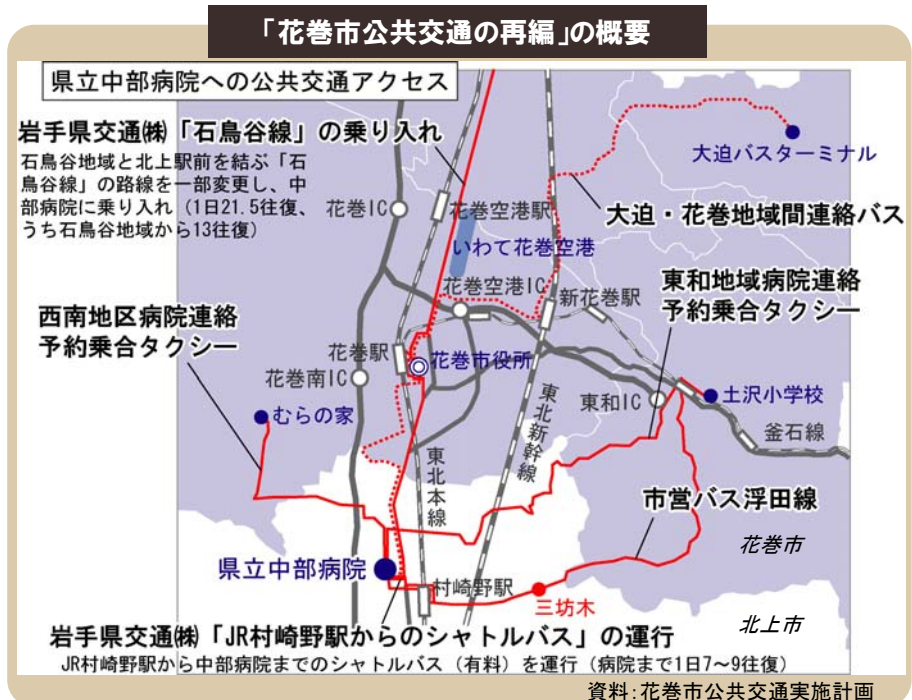 「花巻市公共交通の再編」の概要
県立中部病院への公共交通アクセス
岩手県交通㈱「石鳥谷線」の乗り入れ
石鳥谷地域と北上駅前を結ぶ「石
鳥谷線」の路線を一部変更し、中
部病院に乗り入れ（1日21.5往復、
うち石鳥谷地域から13往復）
大迫バスターミナル
花巻IC
花巻空港駅
大迫・花巻地域間連絡バス
いわて花巻空港
花巻空港IC
新花巻駅
東和地域病院連絡
予約乗合タクシー
西南地区病院連絡
予約乗合タクシー
花巻駅
花巻市役所
花巻南IC
東和IC
土沢小学校
むらの家
東北新幹線
釜石線
東北本線
市営バス浮田線
花巻市
県立中部病院
村崎野駅
三坊木
北上市
岩手県交通㈱「JR村崎野駅からのシャトルバス」の運行
JR村崎野駅から中部病院までのシャトルバス（有料）を運行（病院まで1日7～9往復）
資料：花巻市公共交通実施計画